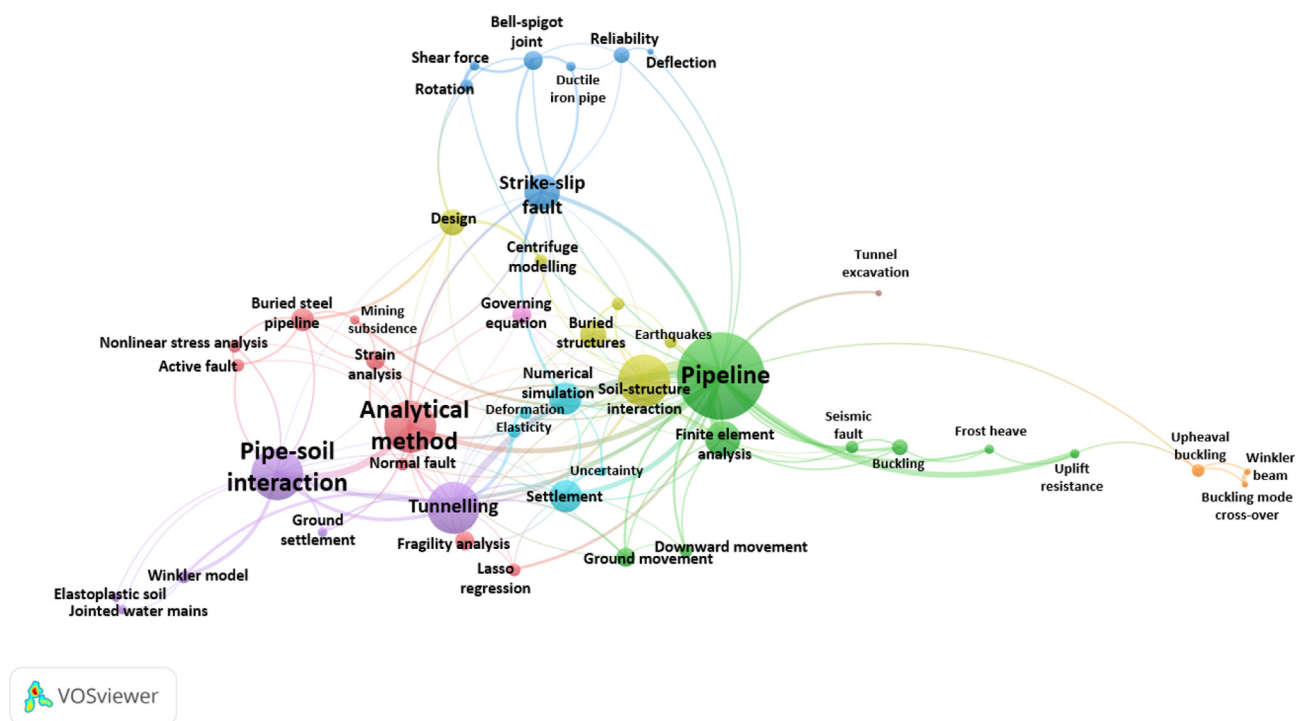 Bell-spigot
joint
Reliability
Shear force
Deflection
Rotation
Ductile
iron pipe
Strike-slip
fault
Design
Centrifuge
modelling
Tunnel
excavation
Buried steel
pipeline
Mining
subsidence
Governing
equation
Buried
structures
Earthquakes
Nonlinear stress analysis
Active fault
Strain
analysis
Numerical
simulation
Soil-structure
interaction
Pipeline
Analytical
method
Deformation
Elasticity
Finite element
analysis
Seismic
fault
Buckling
Frost heave
Uplift
resistance
Upheaval
buckling
Winkler
beam
Buckling mode
cross-over
Pipe-soil
interaction
Normal fault
Uncertainty
Tunnelling
Settlement
Ground
settlement
Fragility analysis
Lasso
regression
Ground movement
Downward movement
Winkler model
Elastoplastic soil
Jointed water mains
VOSviewer